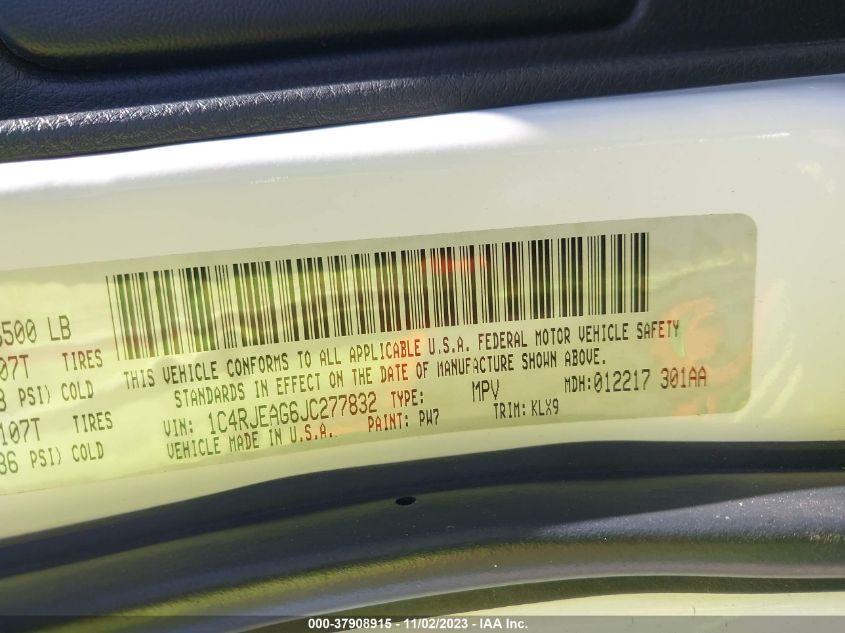 500 LB
07T TIRES
PSI) COLD
107T
PSI) COLD
THIS VEHICLE CONFORMS TO ALL APPLICABLE U.S.A. FEDERAL MOTOR VEHICLE SAFETY
STANDARDS IN EFFECT ON THE DATE OF MANUFACTURE SHOWN ABOVE.
VIN: 1C4RJEAG6JC277832 TYPE: MPV MDH:012217 301AA
VEHICLE MADE IN U.S.A. PAINT: PW7 TRIM: KLX9
000-37908915 - 11/02/2023 - IAA Inc.